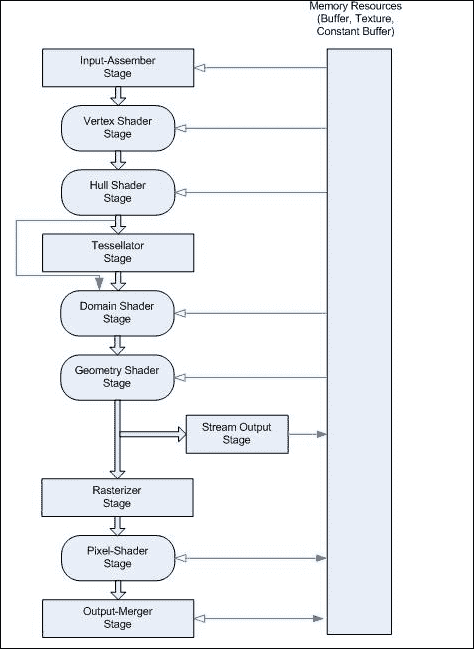 Memory Resources
(Buffer, Texture,
Constant Buffer)
Input-Assember
Stage
Vertex Shader
Stage
Hull Shader
Stage
Tessellator
Stage
Domain Shader
Stage
Geometry Shader
Stage
Stream Output
Stage
Rasterizer
Stage
Pixel-Shader
Stage
Output-Merger
Stage